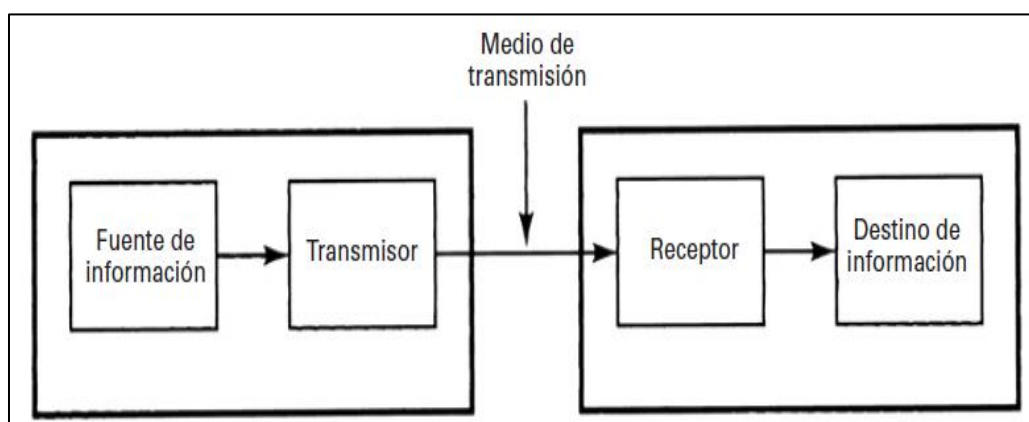 Medio de
transmisión
Fuente de
información
Transmisor
Receptor
Destino de
información